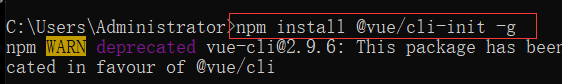 C:\Users\Administrator>npm install @vue/cli-init -g
npm WARN deprecated vue-cli@2.9.6: This package has been
cated in favour of @vue/cli